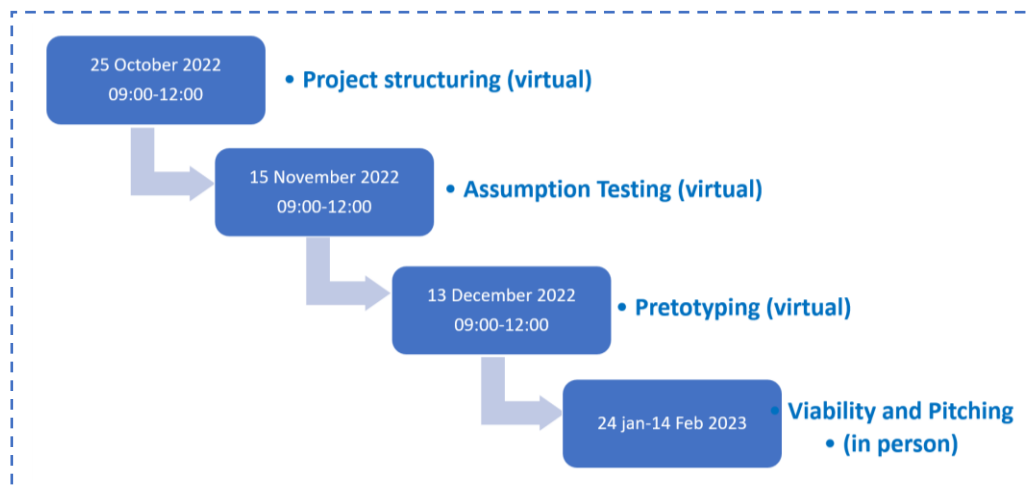 25 October 2022
09:00-12:00
• Project structuring (virtual)
15 November 2022
09:00-12:00
• Assumption Testing (virtual)
13 December 2022
09:00-12:00
• Pretotyping (virtual)
24 jan-14 Feb 2023
• Viability and Pitching
• (in person)